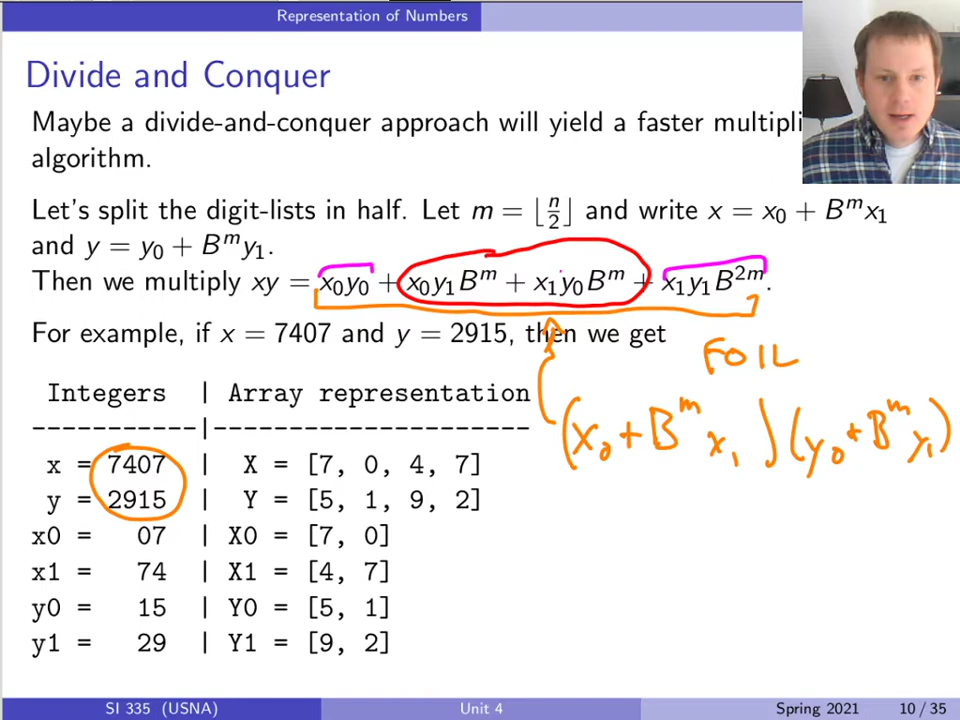 Representation of Numbers
Divide and Conquer
Maybe a divide-and-conquer approach will yield a faster
algorithm.
Let's split the digit-lists in half. Let m = ⌊n/2⌋ and write x = x₀ + Bᵐx₁
and y = y₀ + Bᵐy₁.
Then we multiply xy = x₀y₀ + x₀y₁Bᵐ + x₁y₀Bᵐ + x₁y₁B²ᵐ.
For example, if x = 7407 and y = 2915, then we get
FOIL
(x₀ + Bᵐ x₁)(y₀ + Bᵐ y₁)
Integers | Array representation
-----------|--------------------
x = 7407 | X = [7, 0, 4, 7]
y = 2915 | Y = [5, 1, 9, 2]
x0 = 07 | X0 = [7, 0]
x1 = 74 | X1 = [4, 7]
y0 = 15 | Y0 = [5, 1]
y1 = 29 | Y1 = [9, 2]
SI 335 (USNA) Unit 4 Spring 2021 10 / 35